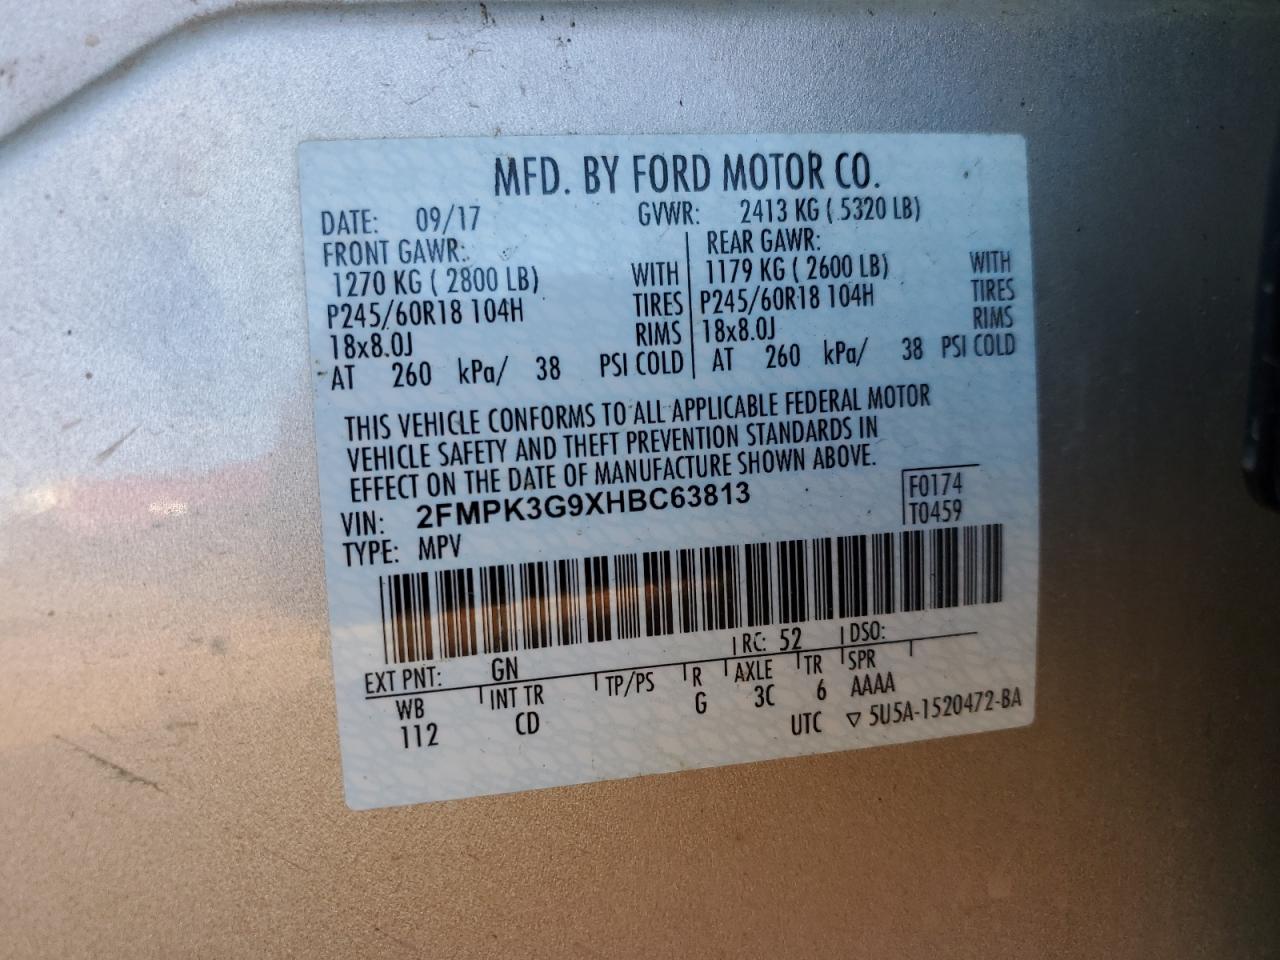 MFD. BY FORD MOTOR CO.
DATE: 09/17 GVWR: 2413 KG ( 5320 LB)
FRONT GAWR: REAR GAWR:
1270 KG ( 2800 LB) WITH 1179 KG ( 2600 LB) WITH
P245/60R18 104H TIRES P245/60R18 104H TIRES
18x8.0J RIMS 18x8.0J RIMS
AT 260 kPa/ 38 PSI COLD AT 260 kPa/ 38 PSI COLD
THIS VEHICLE CONFORMS TO ALL APPLICABLE FEDERAL MOTOR
VEHICLE SAFETY AND THEFT PREVENTION STANDARDS IN
EFFECT ON THE DATE OF MANUFACTURE SHOWN ABOVE.
VIN: 2FMPK3G9XHBC63813 F0174
TYPE: MPV T0459
EXT PNT: GN RC: 52 DSO:
WB INT TR TP/PS R AXLE TR SPR
112 CD G 3C 6 AAAA
UTC ▽ 5U5A-1520472-BA